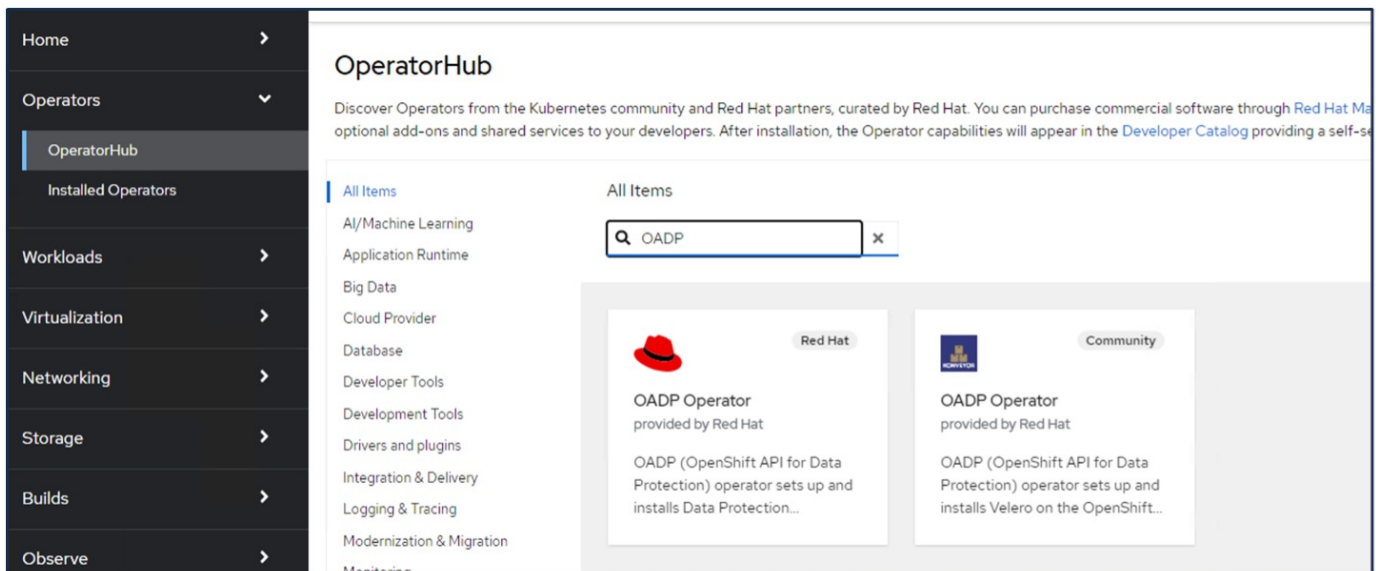 Home
Operators
OperatorHub
Installed Operators
Workloads
Virtualization
Networking
Storage
Builds
Observe
OperatorHub
Discover Operators from the Kubernetes community and Red Hat partners, curated by Red Hat. You can purchase commercial software through Red Hat Ma
optional add-ons and shared services to your developers. After installation, the Operator capabilities will appear in the Developer Catalog providing a self-se
All Items
AI/Machine Learning
Application Runtime
Big Data
Cloud Provider
Database
Developer Tools
Development Tools
Drivers and plugins
Integration & Delivery
Logging & Tracing
Modernization & Migration
Monitoring
All Items
OADP
Red Hat
OADP Operator
provided by Red Hat
OADP (OpenShift API for Data
Protection) operator sets up and
installs Data Protection...
KONVEYOR
Community
OADP Operator
provided by Red Hat
OADP (OpenShift API for Data
Protection) operator sets up and
installs Velero on the OpenShift...